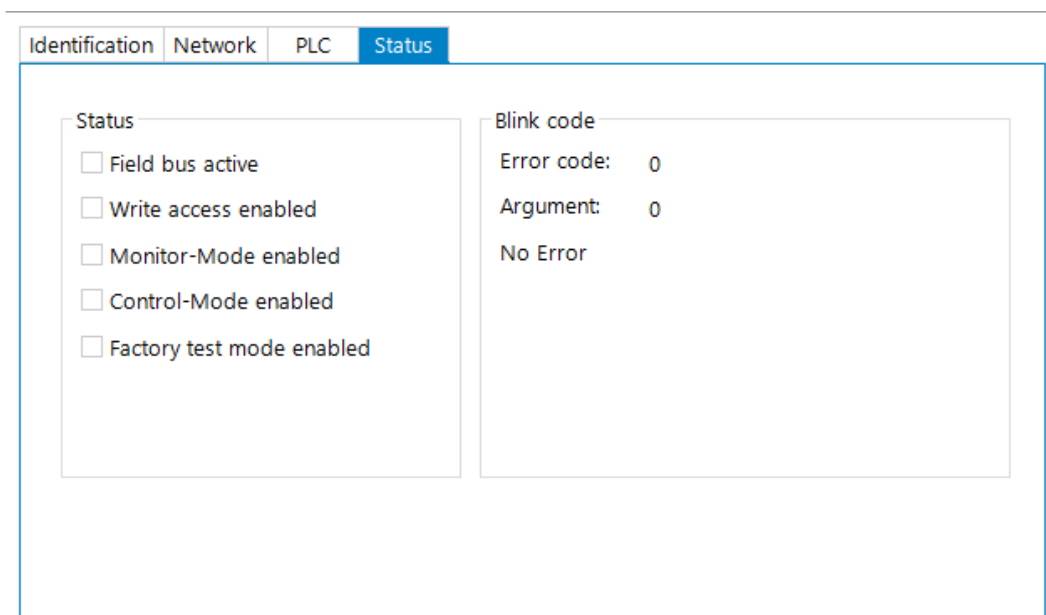 Identification Network PLC Status
Status
Field bus active
Write access enabled
Monitor-Mode enabled
Control-Mode enabled
Factory test mode enabled
Blink code
Error code: 0
Argument: 0
No Error